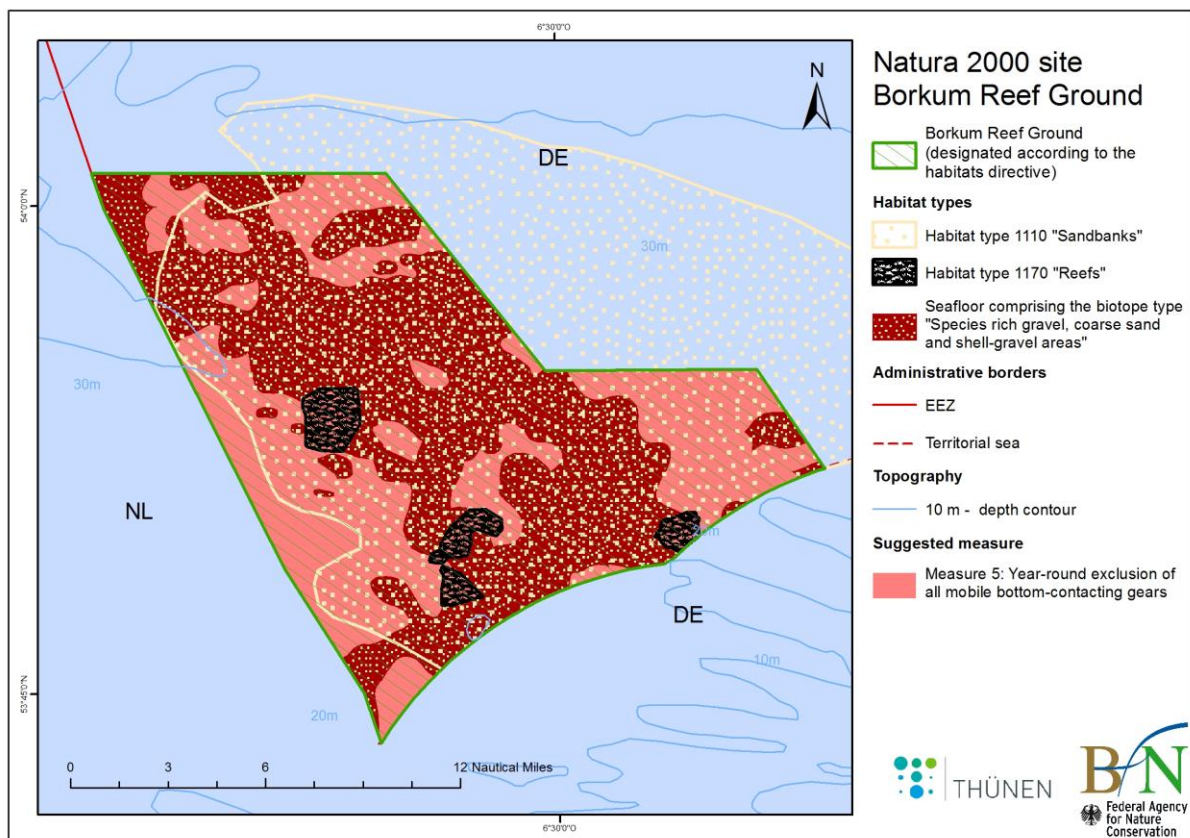 6°30'0"O
N
DE
54°0'0"N
30m
30m
NL
20m
DE
10m
53°45'0"N
20m
0 3 6 12 Nautical Miles
6°30'0"O
Natura 2000 site
Borkum Reef Ground
Borkum Reef Ground
(designated according to the
habitats directive)
Habitat types
Habitat type 1110 "Sandbanks"
Habitat type 1170 "Reefs"
Seafloor comprising the biotope type
"Species rich gravel, coarse sand
and shell-gravel areas"
Administrative borders
EEZ
Territorial sea
Topography
10 m - depth contour
Suggested measure
Measure 5: Year-round exclusion of
all mobile bottom-contacting gears
THÜNEN
BfN
Federal Agency
for Nature
Conservation